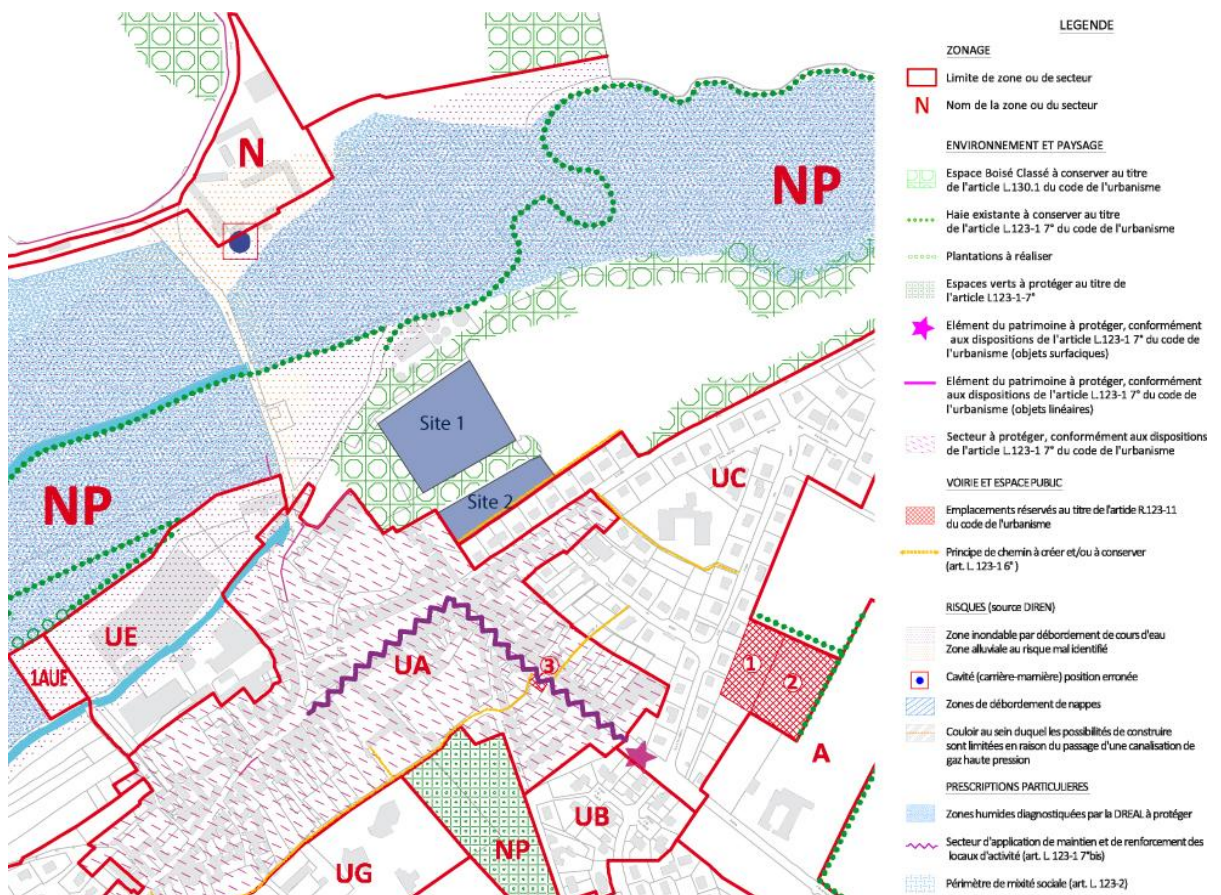 N
NP
Site 1
Site 2
UC
NP
UE
1AUE
UA
3
1
2
A
UB
NP
UG
LEGENDE
ZONAGE
Limite de zone ou de secteur
N
Nom de la zone ou du secteur
ENVIRONNEMENT ET PAYSAGE
Espace Boisé Classé à conserver au titre
de l'article L.130.1 du code de l'urbanisme
Haie existante à conserver au titre
de l'article L.123-1 7° du code de l'urbanisme
Plantations à réaliser
Espaces verts à protéger au titre de
l'article L123-1-7°
Elément du patrimoine à protéger, conformément
aux dispositions de l'article L.123-1 7° du code de
l'urbanisme (objets surfaciques)
Elément du patrimoine à protéger, conformément
aux dispositions de l'article L.123-1 7° du code de
l'urbanisme (objets linéaires)
Secteur à protéger, conformément aux dispositions
de l'article L.123-1 7° du code de l'urbanisme
VOIRIE ET ESPACE PUBLIC
Emplacements réservés au titre de l'article R.123-11
du code de l'urbanisme
Principe de chemin à créer et/ou à conserver
(art. L. 123-1 6°)
RISQUES (source DIREN)
Zone inondable par débordement de cours d'eau
Zone alluviale au risque mal identifié
Cavité (carrière-marnière) position erronée
Zones de débordement de nappes
Couloir au sein duquel les possibilités de construire
sont limitées en raison du passage d'une canalisation de
gaz haute pression
PRESCRIPTIONS PARTICULIERES
Zones humides diagnostiquées par la DREAL à protéger
Secteur d'application de maintien et de renforcement des
locaux d'activité (art. L. 123-1 7°bis)
Périmètre de mixité sociale (art. L. 123-2)